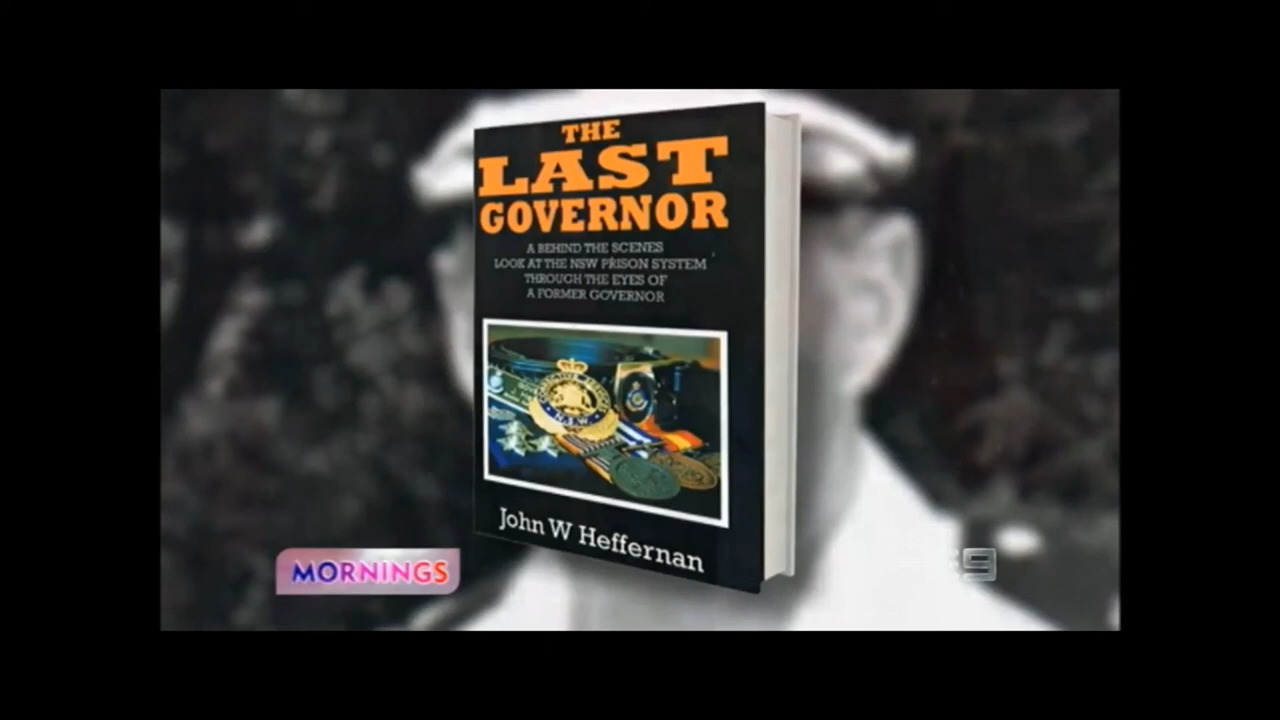 THE
LAST
GOVERNOR
A BEHIND THE SCENES
LOOK AT THE NSW PRISON SYSTEM
THROUGH THE EYES OF
A FORMER GOVERNOR
N.S.W.
John W Heffernan
MORNINGS
9